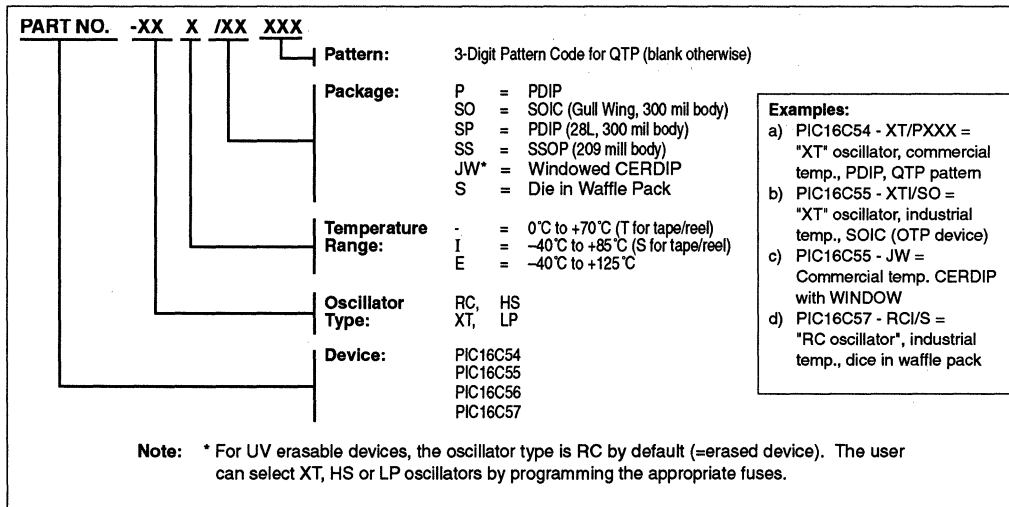 PART NO. -XX X /XX XXX
Pattern: 3-Digit Pattern Code for QTP (blank otherwise)
Package: P = PDIP
SO = SOIC (Gull Wing, 300 mil body)
SP = PDIP (28L, 300 mil body)
SS = SSOP (209 mill body)
JW* = Windowed CERDIP
S = Die in Waffle Pack
Temperature Range: - = 0°C to +70°C (T for tape/reel)
I = –40°C to +85°C (S for tape/reel)
E = –40°C to +125°C
Oscillator Type: RC, HS
XT, LP
Device: PIC16C54
PIC16C55
PIC16C56
PIC16C57
Examples:
a) PIC16C54 - XT/PXXX =
"XT" oscillator, commercial
temp., PDIP, QTP pattern
b) PIC16C55 - XTI/SO =
"XT" oscillator, industrial
temp., SOIC (OTP device)
c) PIC16C55 - JW =
Commercial temp. CERDIP
with WINDOW
d) PIC16C57 - RCI/S =
"RC oscillator", industrial
temp., dice in waffle pack
Note: * For UV erasable devices, the oscillator type is RC by default (=erased device). The user
can select XT, HS or LP oscillators by programming the appropriate fuses.